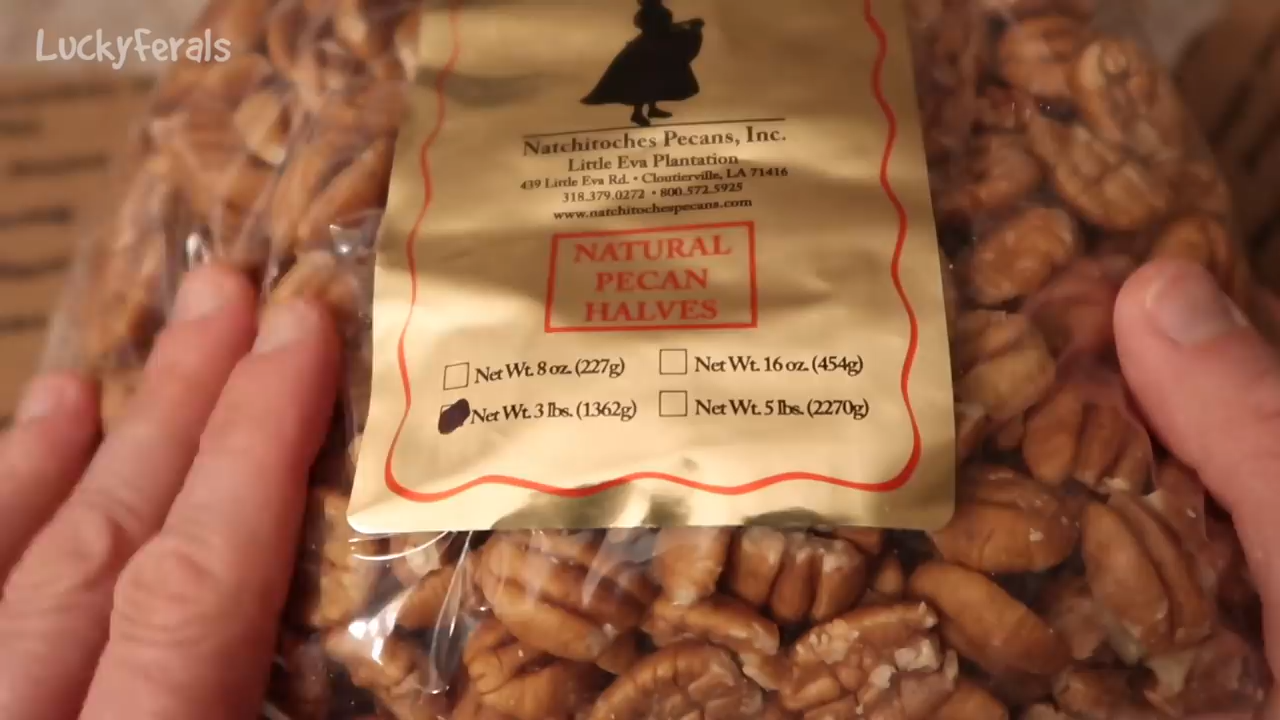 LuckyFerals
Natchitoches Pecans, Inc.
Little Eva Plantation
439 Little Eva Rd. • Cloutierville, LA 71416
318.379.0272 • 800.572.5925
www.natchitochespecans.com
NATURAL
PECAN
HALVES
Net Wt. 8 oz. (227g) Net Wt. 16 oz. (454g)
Net Wt. 3 lbs. (1362g) Net Wt. 5 lbs. (2270g)